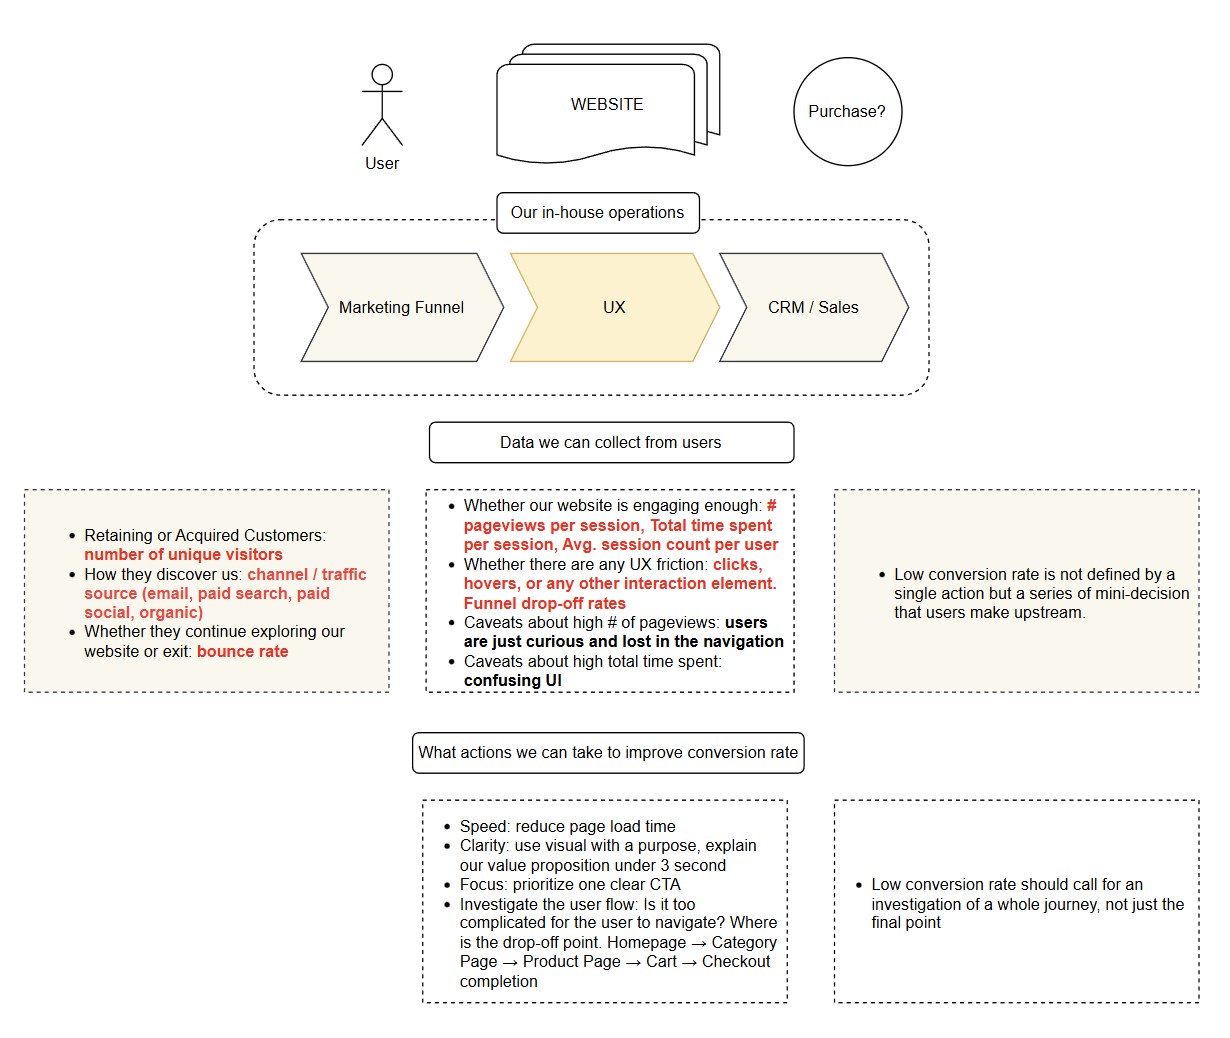 WEBSITE
Purchase?
User
Our in-house operations
Marketing Funnel
UX
CRM / Sales
Data we can collect from users
Retaining or Acquired Customers:
number of unique visitors
How they discover us: channel / traffic
source (email, paid search, paid
social, organic)
Whether they continue exploring our
website or exit: bounce rate
Whether our website is engaging enough: #
pageviews per session, Total time spent
per session, Avg. session count per user
Whether there are any UX friction: clicks,
hovers, or any other interaction element.
Funnel drop-off rates
Caveats about high # of pageviews: users
are just curious and lost in the navigation
Caveats about high total time spent:
confusing UI
Low conversion rate is not defined by a
single action but a series of mini-decision
that users make upstream.
What actions we can take to improve conversion rate
Speed: reduce page load time
Clarity: use visual with a purpose, explain
our value proposition under 3 second
Focus: prioritize one clear CTA
Investigate the user flow: Is it too
complicated for the user to navigate? Where
is the drop-off point. Homepage → Category
Page → Product Page → Cart → Checkout
completion
Low conversion rate should call for an
investigation of a whole journey, not just the
final point